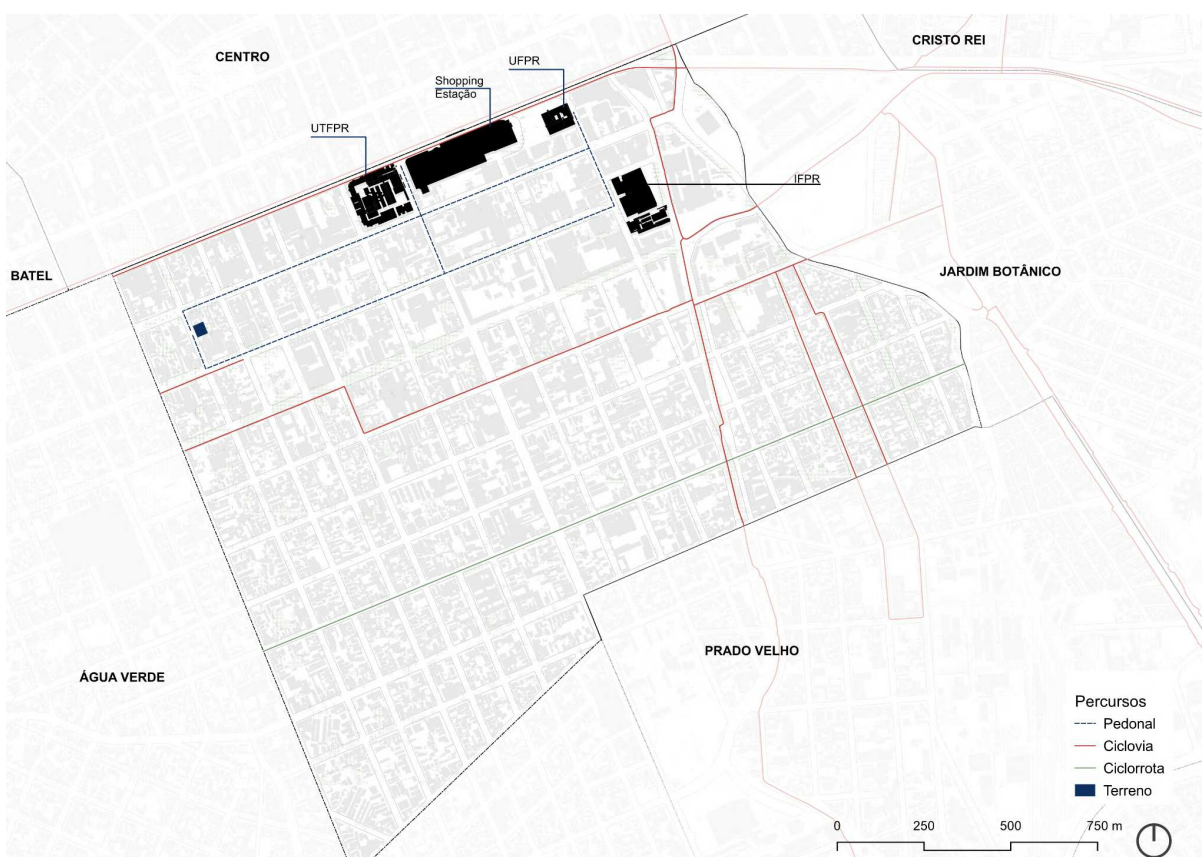 CENTRO
CRISTO REI
UFPR
Shopping
Estação
UTFPR
IFPR
BATEL
JARDIM BOTÂNICO
PRADO VELHO
ÁGUA VERDE
Percursos
Pedonal
Ciclovia
Ciclorrota
Terreno
0 250 500 750 m